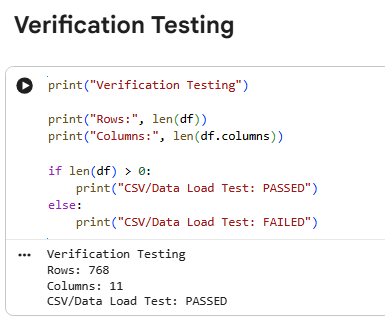 Verification Testing
print("Verification Testing")
print("Rows:", len(df))
print("Columns:", len(df.columns))
if len(df) > 0:
    print("CSV/Data Load Test: PASSED")
else:
    print("CSV/Data Load Test: FAILED")
Verification Testing
Rows: 768
Columns: 11
CSV/Data Load Test: PASSED